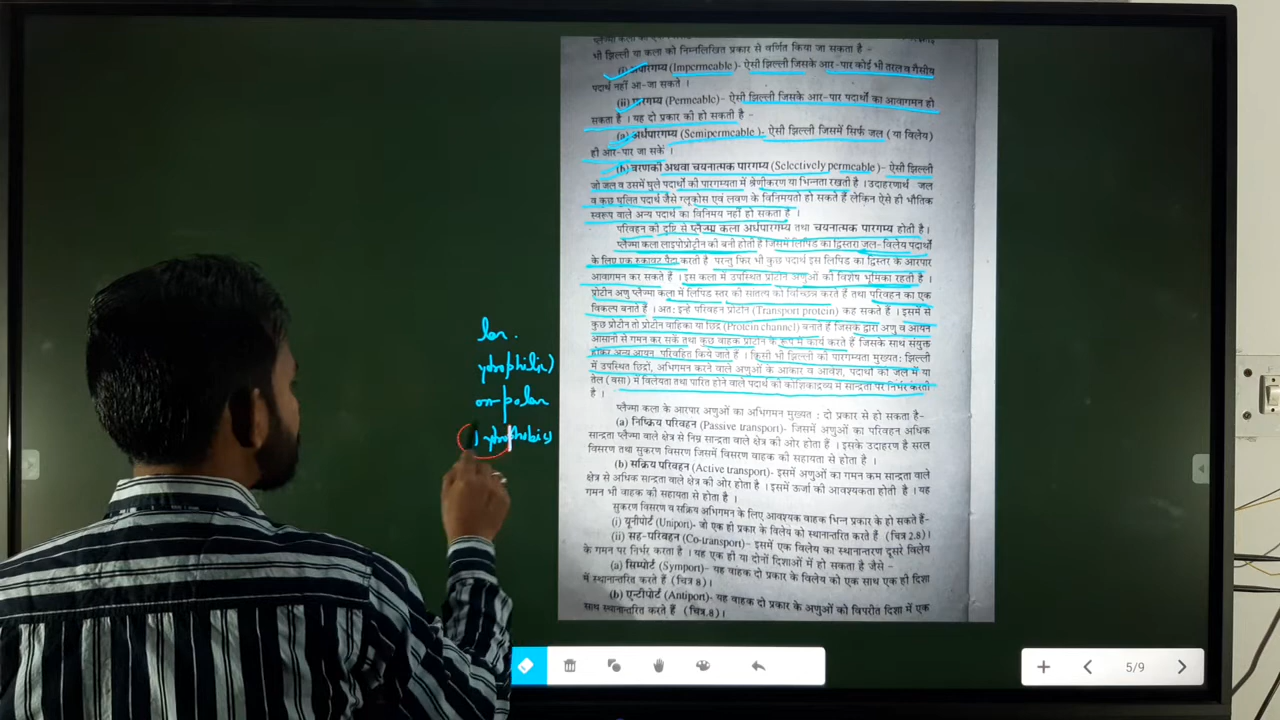 भी झिल्ली या कला को निम्नलिखित प्रकार से वर्णित किया जा सकता है -
(i) अपारगम्य (Impermeable)- ऐसी झिल्ली जिसके आर-पार कोई भी तरल व गैसीय
पदार्थ नहीं आ-जा सकते ।
(ii) पारगम्य (Permeable)- ऐसी झिल्ली जिसके आर-पार पदार्थों का आवागमन हो
सकता है । यह दो प्रकार की हो सकती है -
(a) अर्धपारगम्य (Semipermeable)- ऐसी झिल्ली जिसमें सिर्फ जल (या विलेय)
ही आर-पार जा सकें ।
(b) वरणकी अथवा चयनात्मक पारगम्य (Selectively permeable)- ऐसी झिल्ली
जो जल व उसमें घुले पदार्थों की पारगम्यता में श्रेणीकरण या भिन्नता रखती है । उदाहरणार्थ जल
व कुछ घुलित पदार्थ जैसे ग्लूकोस एवं लवण के विनिमयतो हो सकते हैं लेकिन ऐसे ही भौतिक
स्वरूप वाले अन्य पदार्थ का विनिमय नहीं हो सकता है ।
परिवहन की दृष्टि से प्लैज्मा कला अर्धपारगम्य तथा चयनात्मक पारगम्य होती है ।
प्लैज्मा कला लाइपोप्रोटीन की बनी होती है जिसमें लिपिड का द्विस्तरा जल-विलेय पदार्थों
के लिए एक रुकावट पैदा करती है परन्तु फिर भी कुछ पदार्थ इस लिपिड का द्विस्तर के आरपार
आवागमन कर सकते हैं । इस कला में उपस्थित प्रोटीन अणुओं की विशेष भूमिका रहती है ।
प्रोटीन अणु प्लैज्मा कला में लिपिड स्तर की सातत्य को विच्छिन्न करते हैं तथा परिवहन का एक
विकल्प बनाते हैं । अत: इन्हें परिवहन प्रोटीन (Transport protein) कह सकते हैं । इसमें से
कुछ प्रोटीन तो प्रोटीन वाहिका या छिद्र (Protein channel) बनाते हैं जिसके द्वारा अणु व आयन
आसानी से गमन कर सकें तथा कुछ वाहक प्रोटीन के रूप में कार्य करते हैं जिसके साथ संयुक्त
होकर अन्य आयन परिवहित किये जाते हैं । किसी भी झिल्ली की पारगम्यता मुख्यत: झिल्ली
में उपस्थित छिद्रों, अभिगमन करने वाले अणुओं के आकार व आवेश, पदार्थों की जल में या
तेल (वसा) में विलेयता तथा पारित होने वाले पदार्थ की कोशिकाद्रव्य में सान्द्रता पर निर्भर करती
है ।
प्लैज्मा कला के आरपार अणुओं का अभिगमन मुख्यत : दो प्रकार से हो सकता है-
(a) निष्क्रिय परिवहन (Passive transport)- जिसमें अणुओं का परिवहन अधिक
सान्द्रता प्लैज्मा वाले क्षेत्र से निम्न सान्द्रता वाले क्षेत्र की ओर होता है । इसके उदाहरण है सरल
विसरण तथा सुकरण विसरण जिसमें विसरण वाहक की सहायता से होता है ।
(b) सक्रिय परिवहन (Active transport)- इसमें अणुओं का गमन कम सान्द्रता वाले
क्षेत्र से अधिक सान्द्रता वाले क्षेत्र की ओर होता है । इसमें ऊर्जा की आवश्यकता होती है । यह
गमन भी वाहक की सहायता से होता है ।
सुकरण विसरण व सक्रिय अभिगमन के लिए आवश्यक वाहक भिन्न प्रकार के हो सकते हैं-
(i) यूनीपोर्ट (Uniport)- जो एक ही प्रकार के विलेय को स्थानान्तरित करते हैं (चित्र 2.8)।
(ii) सह-परिवहन (Co-transport)- इसमें एक विलेय का स्थानान्तरण दूसरे विलेय
के गमन पर निर्भर करता है । यह एक ही या दोनों दिशाओं में हो सकता है जैसे -
(a) सिम्पोर्ट (Symport)- यह वाहक दो प्रकार के विलेय को एक साथ एक ही दिशा
में स्थानान्तरित करते हैं (चित्र 8)।
(b) एन्टीपोर्ट (Antiport)- यह वाहक दो प्रकार के अणुओं को विपरीत दिशा में एक
साथ स्थानान्तरित करते हैं (चित्र.8)।
lar.
ydrophilic)
on-polar
ydrophobic)
5/9